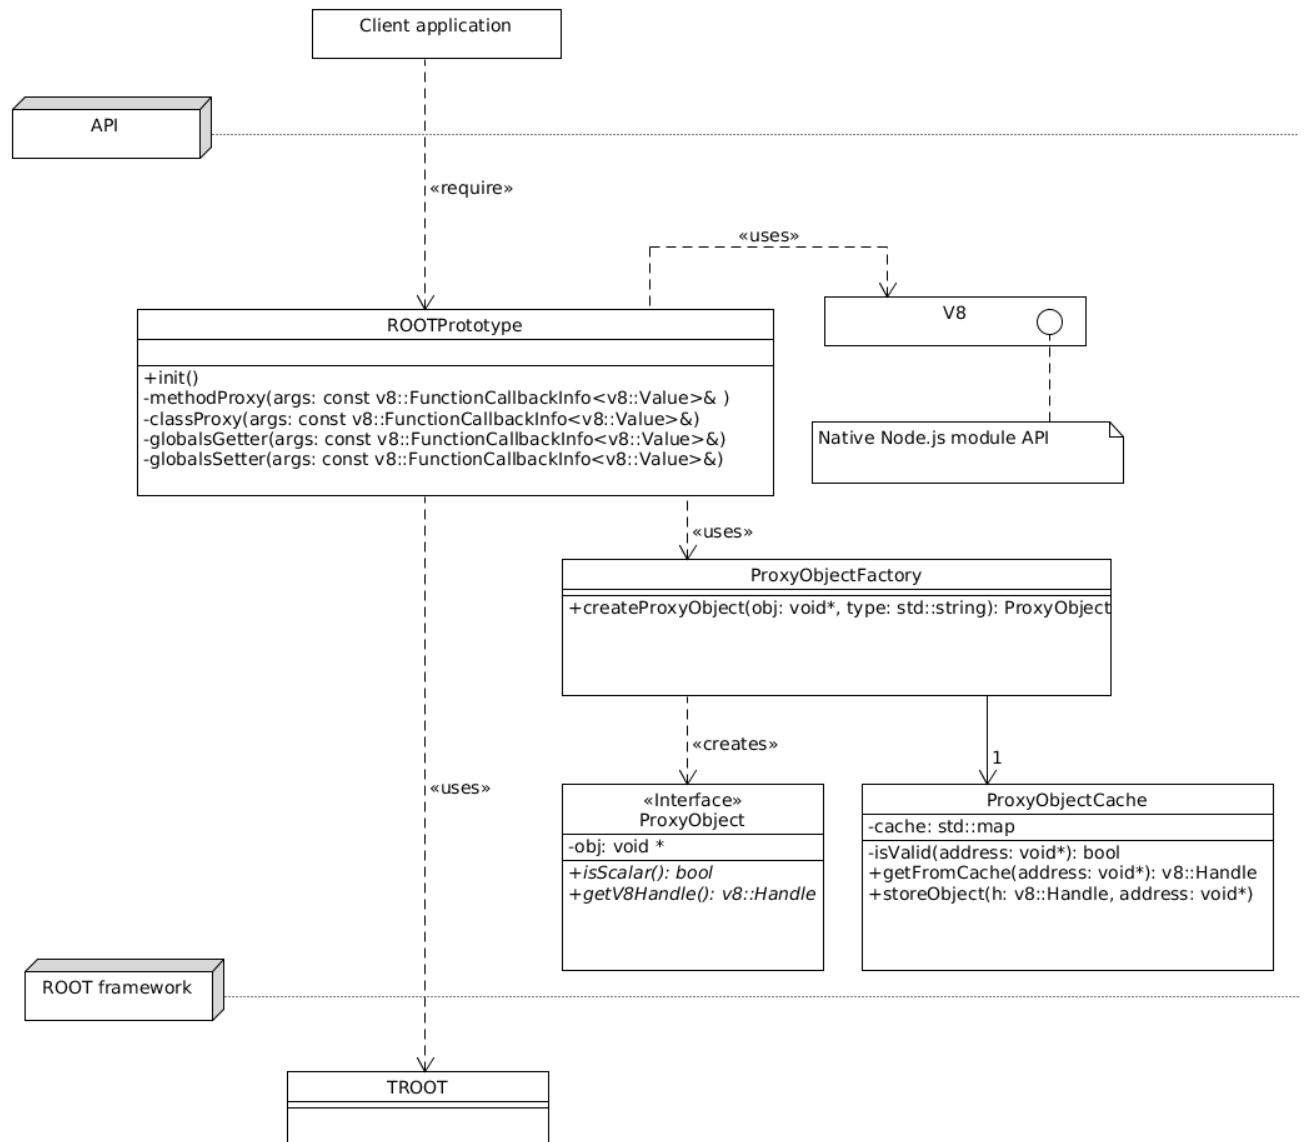 Client application
API
«require»
«uses»
ROOTPrototype
+init()
-methodProxy(args: const v8::FunctionCallbackInfo<v8::Value>& )
-classProxy(args: const v8::FunctionCallbackInfo<v8::Value>&)
-globalsGetter(args: const v8::FunctionCallbackInfo<v8::Value>&)
-globalsSetter(args: const v8::FunctionCallbackInfo<v8::Value>&)
V8
Native Node.js module API
«uses»
ProxyObjectFactory
+createProxyObject(obj: void*, type: std::string): ProxyObject
«creates»
1
«uses»
«Interface»
ProxyObject
-obj: void *
+isScalar(): bool
+getV8Handle(): v8::Handle
ProxyObjectCache
-cache: std::map
-isValid(address: void*): bool
+getFromCache(address: void*): v8::Handle
+storeObject(h: v8::Handle, address: void*)
ROOT framework
TROOT